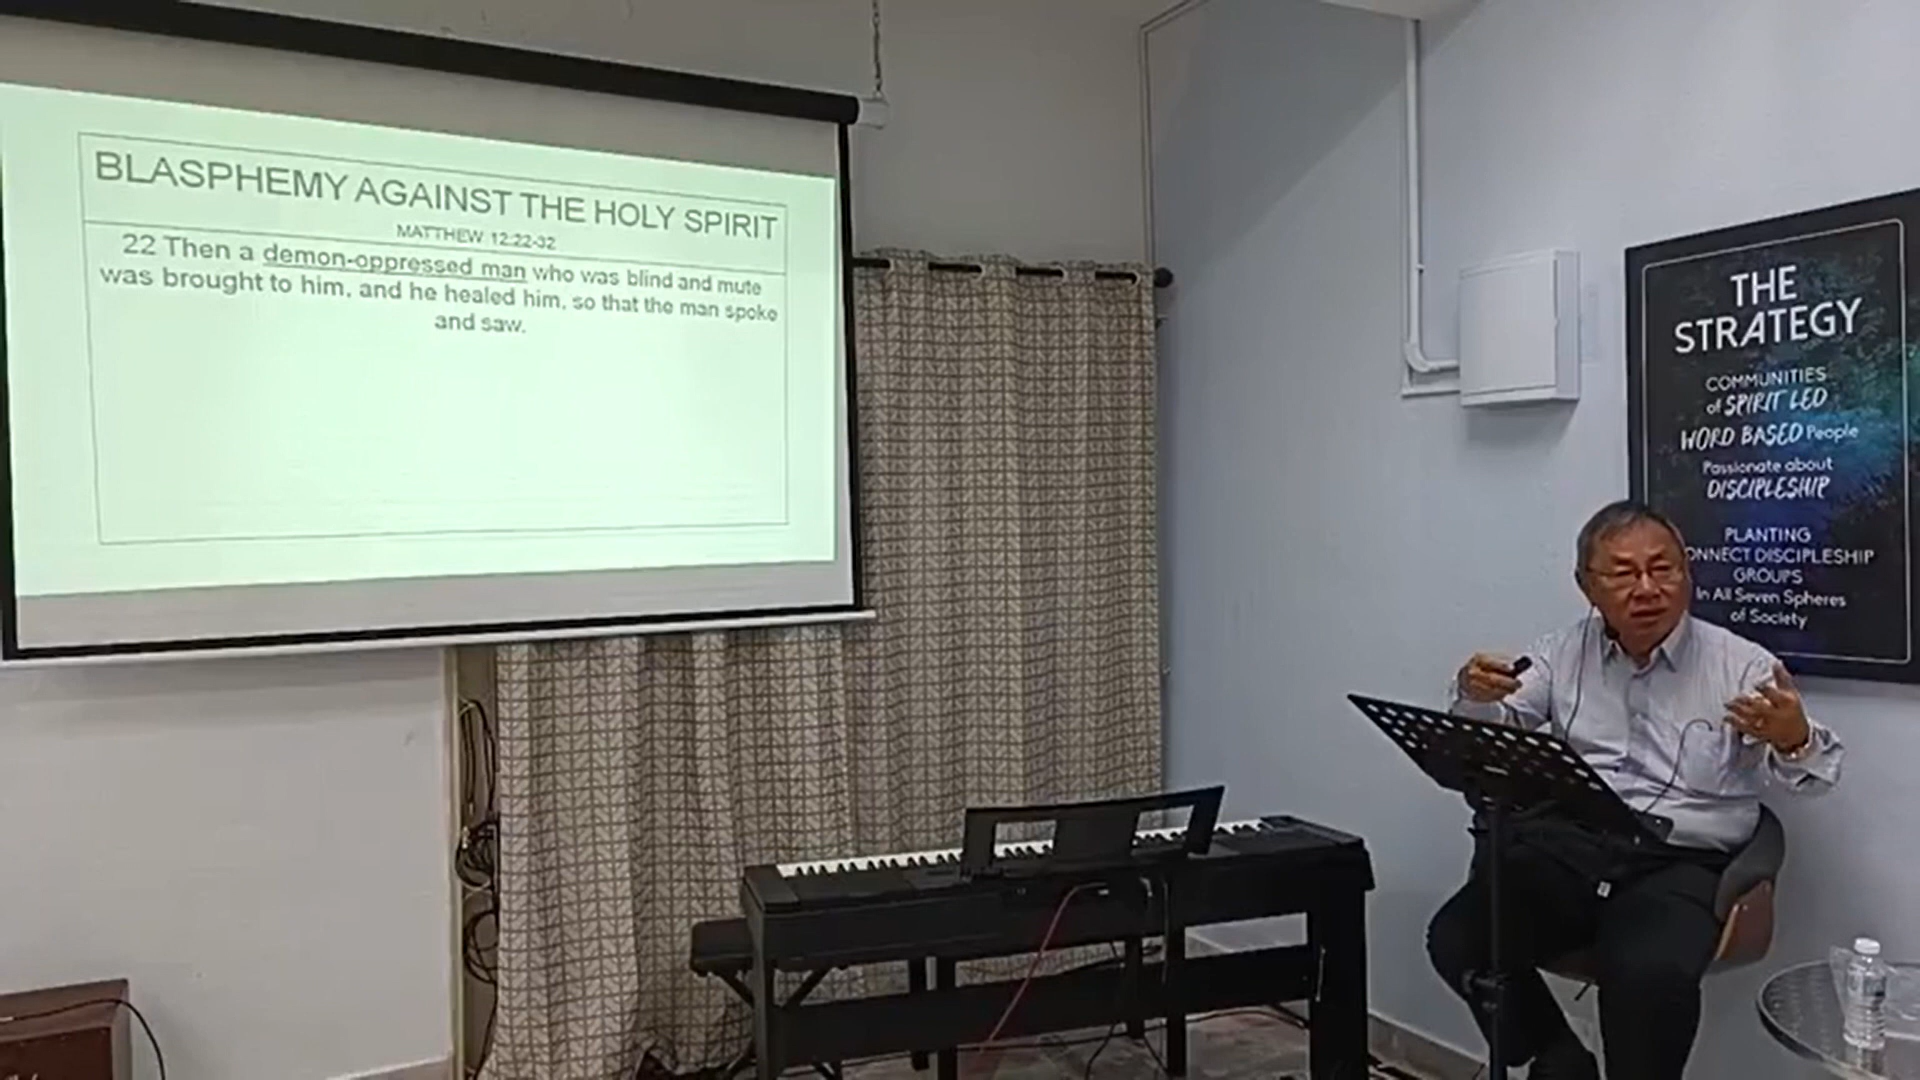 BLASPHEMY AGAINST THE HOLY SPIRIT
MATTHEW 12:22-32
22 Then a demon-oppressed man who was blind and mute
was brought to him, and he healed him, so that the man spoke
and saw.
THE
STRATEGY
COMMUNITIES
of SPIRIT LED
WORD BASED People
Passionate about
DISCIPLESHIP
PLANTING
ONNECT DISCIPLESHIP
GROUPS
In All Seven Spheres
of Society